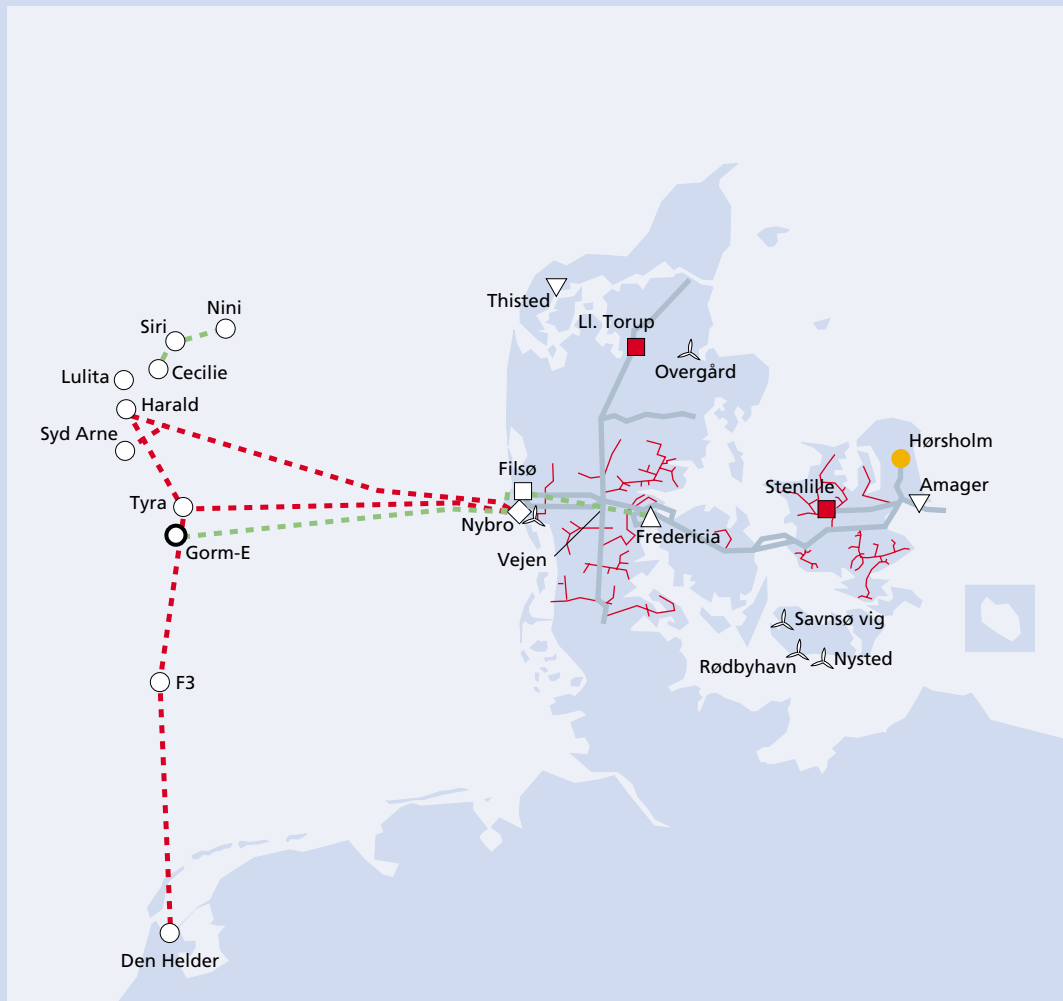 Thisted
Nini
Siri
Ll. Torup
Cecilie
Overgård
Lulita
Harald
Syd Arne
Hørsholm
Filsø
Stenlille
Amager
Tyra
Nybro
Fredericia
Gorm-E
Vejen
Savnsø vig
Nysted
Rødbyhavn
F3
Den Helder